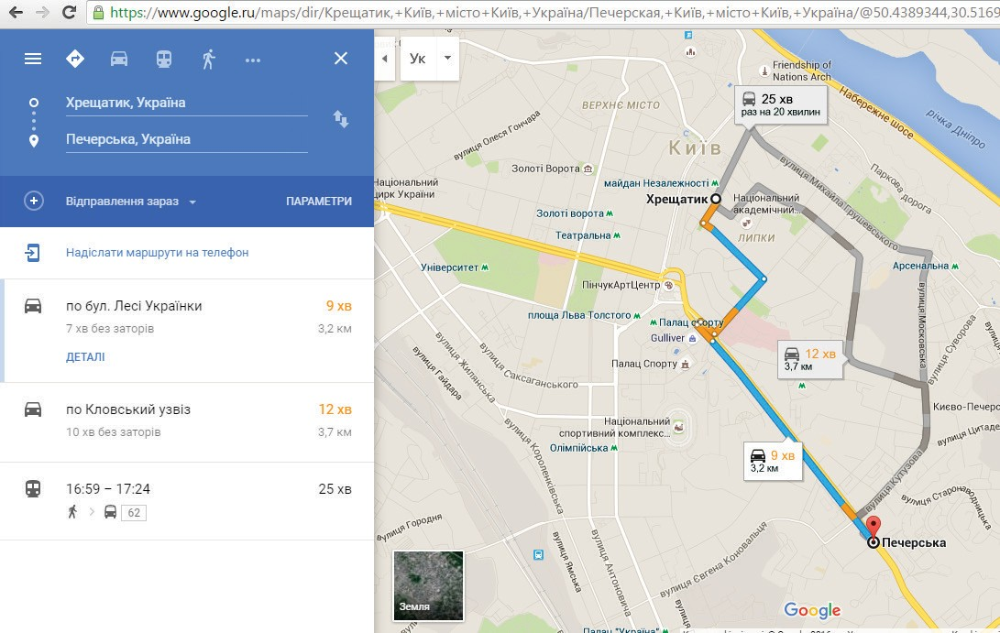 https://www.google.ru/maps/dir/Крещатик,+Київ,+місто+Київ,+Україна/Печерская,+Київ,+місто+Київ,+Україна/@50.4389344,30.5169
Хрещатик, Україна
Печерська, Україна
Відправлення зараз
ПАРАМЕТРИ
Надіслати маршрути на телефон
по бул. Лесі Українки
9 хв
7 хв без заторів
3,2 км
ДЕТАЛІ
по Кловський узвіз
12 хв
10 хв без заторів
3,7 км
16:59 – 17:24
25 хв
62
Ук
Friendship of
Nations Arch
25 хв
раз на 20 хвилин
Набережне шосе
річка Дніпро
ВЕРХНЄ МІСТО
вулиця Олеся Гончара
Київ
Золоті Ворота
вулиця Михайла Грушевського
Паркова дорога
Національний
цирк України
майдан Незалежності
Хрещатик
Національний
академічний...
Золоті ворота
Театральна
ЛИПКИ
Університет
Арсенальна
ПінчукАртЦентр
вулиця Московська
площа Льва Толстого
Палац спорту
Gulliver
вулиця Суворова
12 хв
3,7 км
вулиця Жилянська
вулиця Саксаганського
вулиця Гайдара
Палац Спорту
Києво-Печерс
Національний
спортивний комплекс...
вулиця Цитаде
Олімпійська
9 хв
3,2 км
вулиця Короленківська
вулиця Кутузова
вулиця Старонаводницька
вулиця Городня
вулиця Євгена Коновальця
Печерська
вулиця Ямська
вулиця Антоновича
Земля
Google
Палац "Україна"